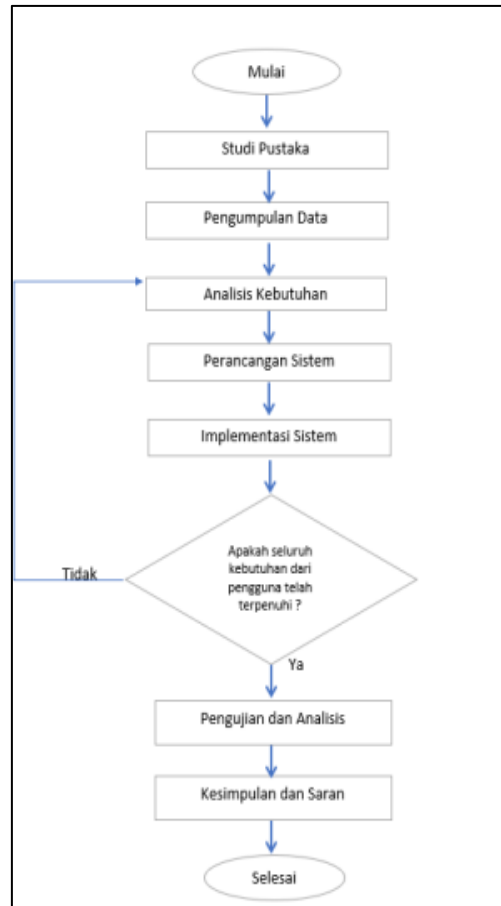 Mulai
Studi Pustaka
Pengumpulan Data
Analisis Kebutuhan
Perancangan Sistem
Implementasi Sistem
Apakah seluruh
kebutuhan dari
pengguna telah
terpenuhi ?
Tidak
Ya
Pengujian dan Analisis
Kesimpulan dan Saran
Selesai